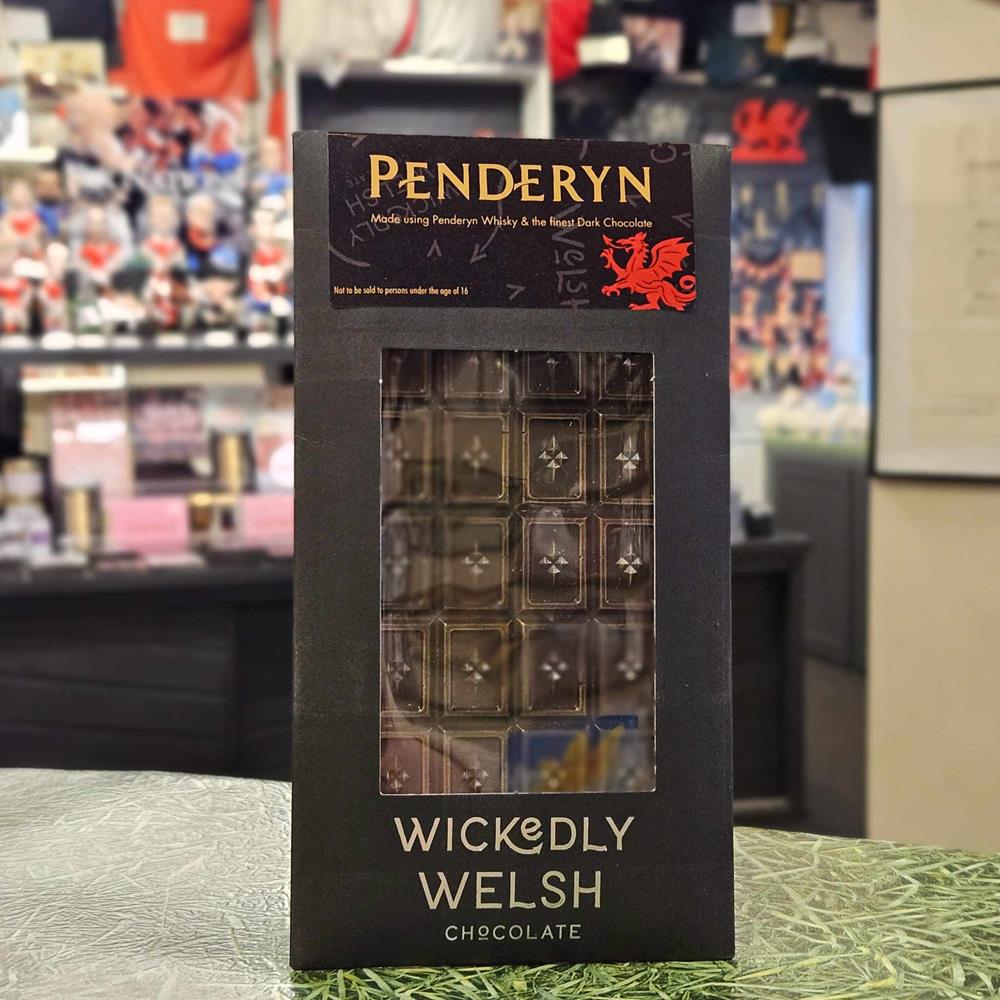 PENDERYN
Made using Penderyn Whisky & the finest Dark Chocolate
WELSH
Not to be sold to persons under the age of 16
WICKeDLY
WELSH
CHOCOLATE